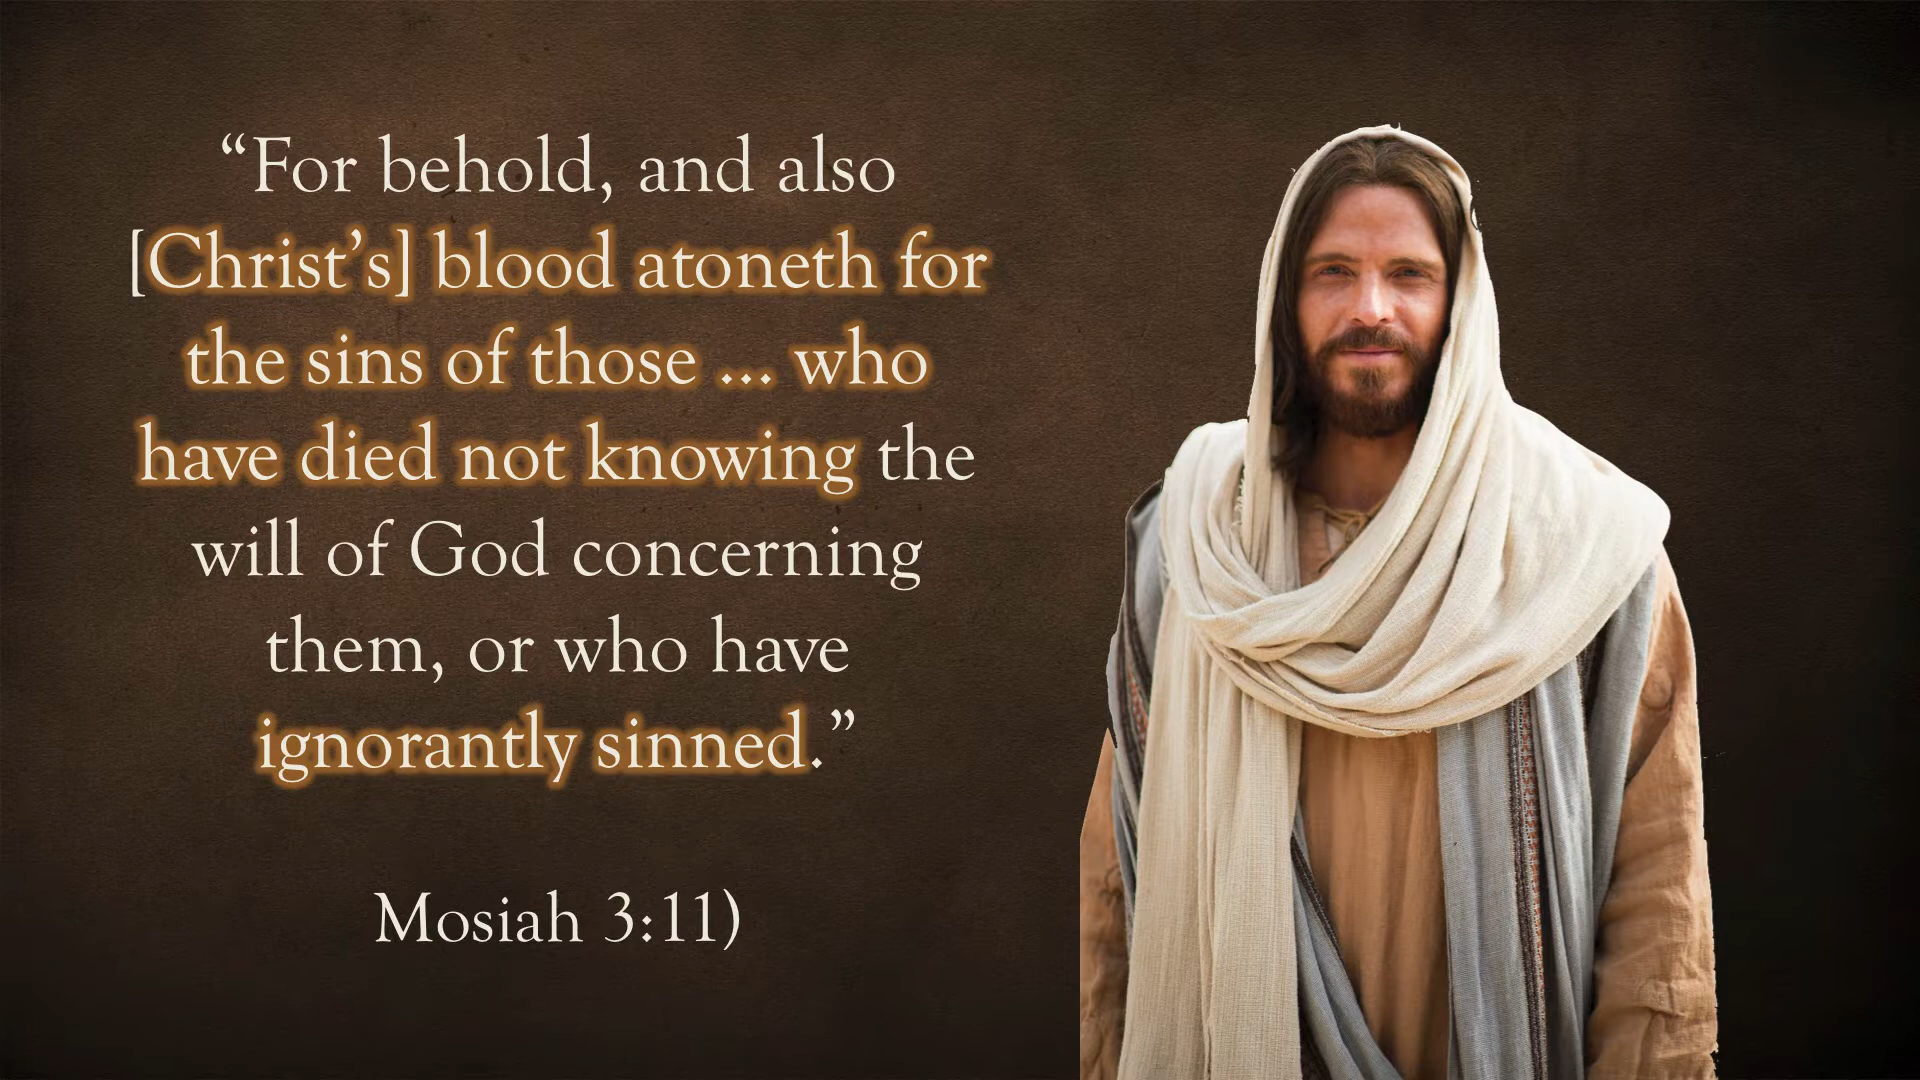 “For behold, and also
[Christ’s] blood atoneth for
the sins of those ... who
have died not knowing the
will of God concerning
them, or who have
ignorantly sinned.”
Mosiah 3:11)